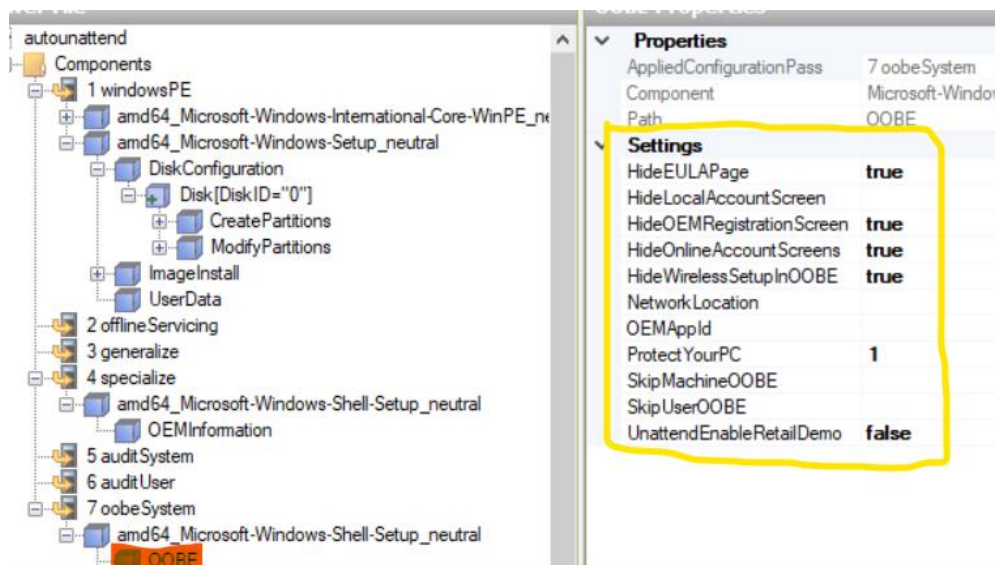 autounattend
Components
1 windowsPE
amd64_Microsoft-Windows-International-Core-WinPE_ne
amd64_Microsoft-Windows-Setup_neutral
DiskConfiguration
Disk[DiskID="0"]
CreatePartitions
ModifyPartitions
ImageInstall
UserData
2 offlineServicing
3 generalize
4 specialize
amd64_Microsoft-Windows-Shell-Setup_neutral
OEMInformation
5 auditSystem
6 auditUser
7 oobeSystem
amd64_Microsoft-Windows-Shell-Setup_neutral
OOBE
OOBE Properties
Properties
AppliedConfigurationPass 7 oobeSystem
Component Microsoft-Window
Path OOBE
Settings
HideEULAPage true
HideLocalAccountScreen
HideOEMRegistrationScreen true
HideOnlineAccountScreens true
HideWirelessSetupInOOBE true
NetworkLocation
OEMAppId
ProtectYourPC 1
SkipMachineOOBE
SkipUserOOBE
UnattendEnableRetailDemo false